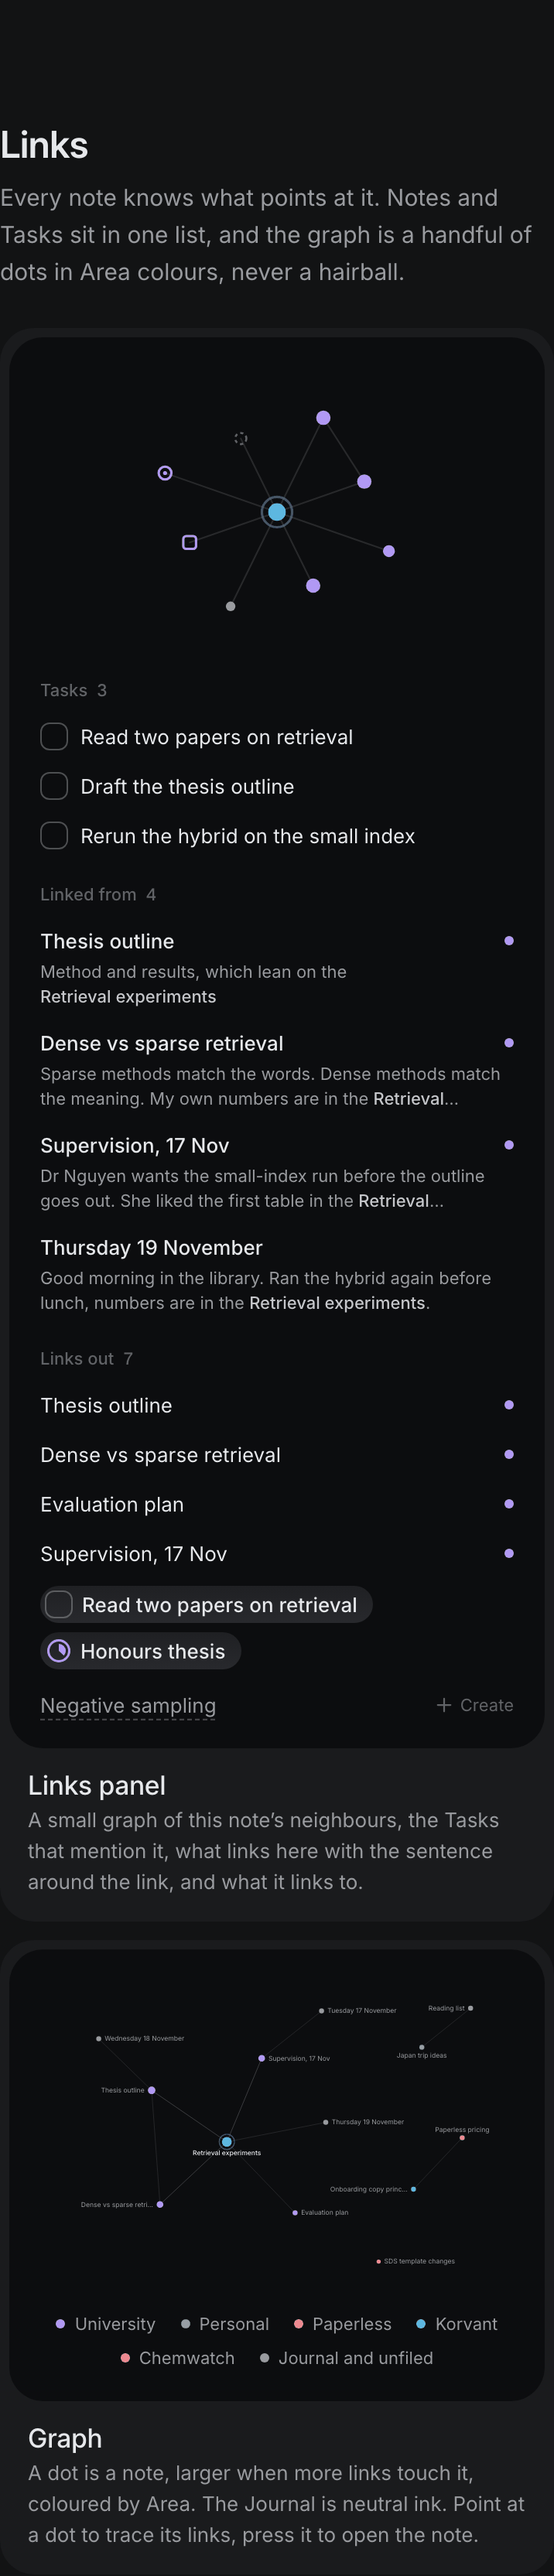 Links
Every note knows what points at it. Notes and
Tasks sit in one list, and the graph is a handful of
dots in Area colours, never a hairball.
Tasks 3
Read two papers on retrieval
Draft the thesis outline
Rerun the hybrid on the small index
Linked from 4
Thesis outline
Method and results, which lean on the
Retrieval experiments
Dense vs sparse retrieval
Sparse methods match the words. Dense methods match
the meaning. My own numbers are in the Retrieval...
Supervision, 17 Nov
Dr Nguyen wants the small-index run before the outline
goes out. She liked the first table in the Retrieval...
Thursday 19 November
Good morning in the library. Ran the hybrid again before
lunch, numbers are in the Retrieval experiments.
Links out 7
Thesis outline
Dense vs sparse retrieval
Evaluation plan
Supervision, 17 Nov
Read two papers on retrieval
Honours thesis
Negative sampling
+ Create
Links panel
A small graph of this note’s neighbours, the Tasks
that mention it, what links here with the sentence
around the link, and what it links to.
Tuesday 17 November
Reading list
Wednesday 18 November
Japan trip ideas
Supervision, 17 Nov
Thesis outline
Thursday 19 November
Paperless pricing
Retrieval experiments
Onboarding copy princ...
Dense vs sparse retri...
Evaluation plan
SDS template changes
University Personal Paperless Korvant
Chemwatch Journal and unfiled
Graph
A dot is a note, larger when more links touch it,
coloured by Area. The Journal is neutral ink. Point at
a dot to trace its links, press it to open the note.